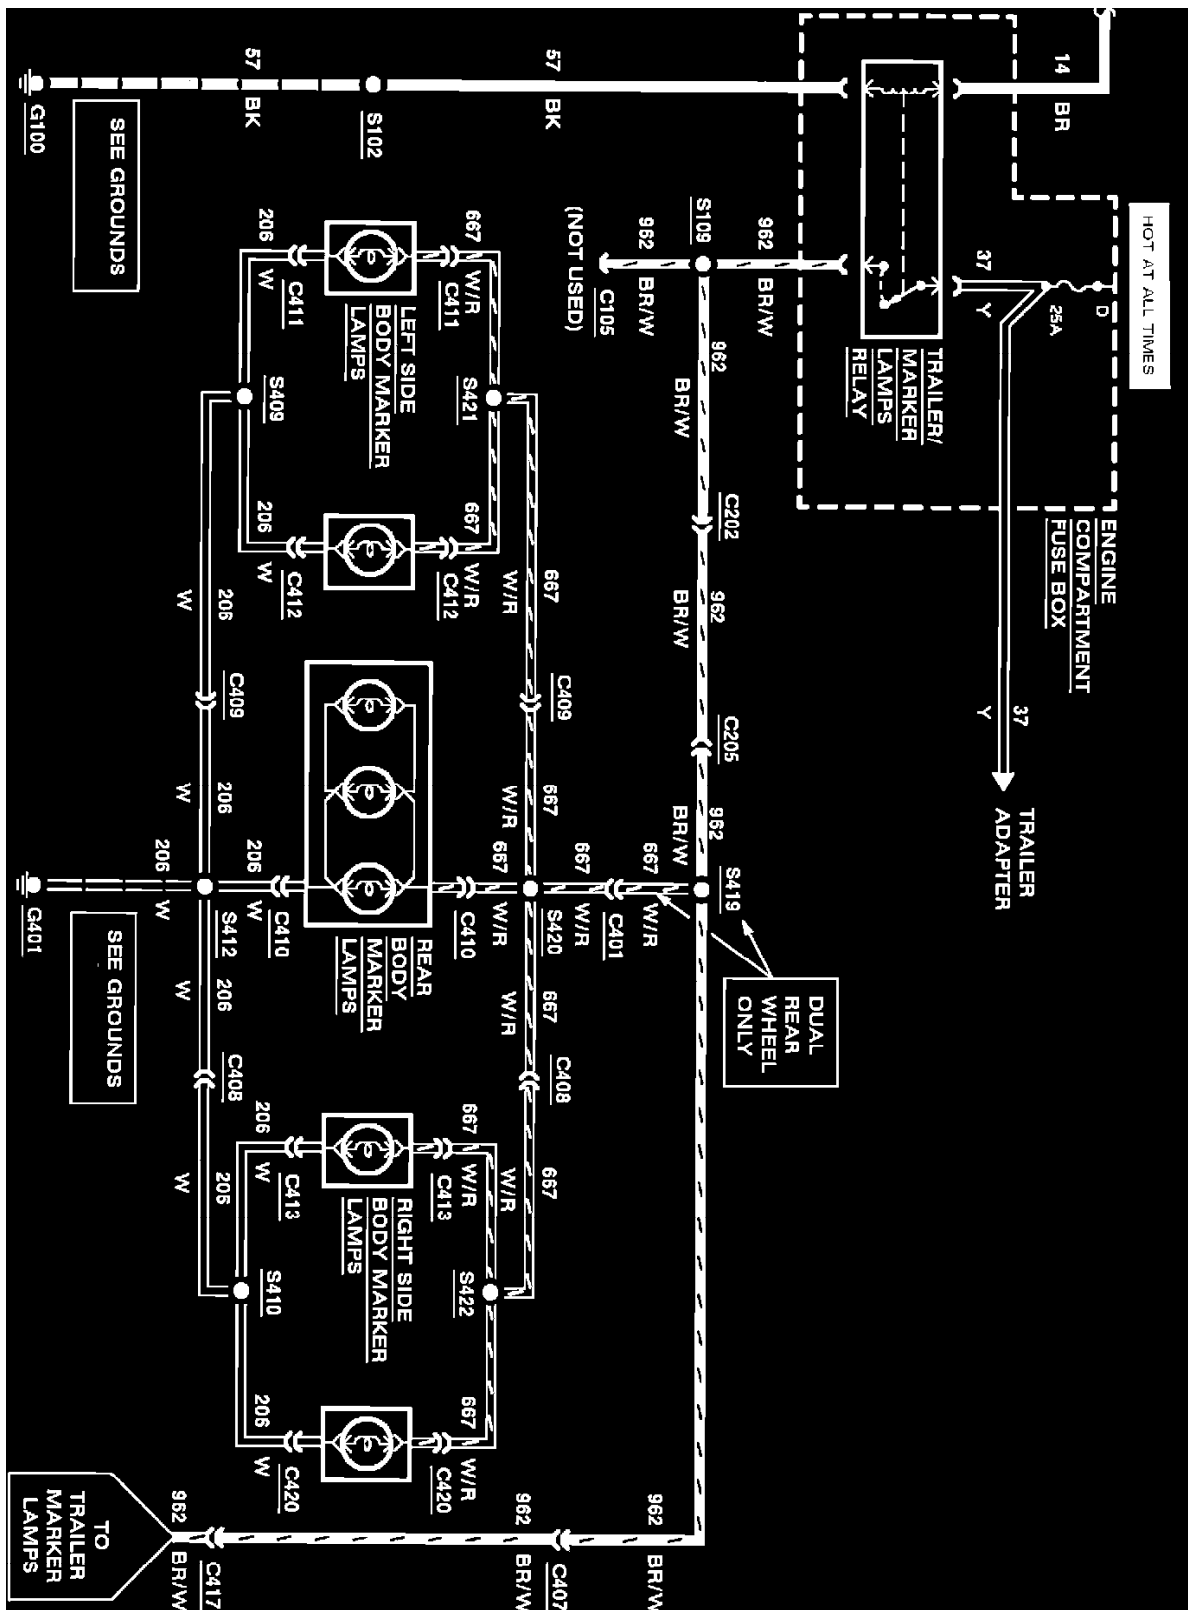 HOT AT ALL TIMES
D
25A
ENGINE
COMPARTMENT
FUSE BOX
14
BR
37
Y
37
Y
TRAILER
ADAPTER
TRAILER/
MARKER
LAMPS
RELAY
DUAL
REAR
WHEEL
ONLY
S109
962
BR/W
962
BR/W
C105
(NOT USED)
962
BR/W
C202
962
BR/W
C205
962
BR/W
S419
667
W/R
C401
667
W/R
S420
962
BR/W
C407
962
BR/W
C417
962
BR/W
TO
TRAILER
MARKER
LAMPS
57
BK
S102
57
BK
G100
SEE GROUNDS
667
W/R
C409
667
W/R
667
W/R
C408
667
W/R
667
W/R
C411
S421
667
W/R
C412
667
W/R
C410
667
W/R
C413
S422
667
W/R
C420
LEFT SIDE
BODY MARKER
LAMPS
REAR
BODY
MARKER
LAMPS
RIGHT SIDE
BODY MARKER
LAMPS
206
W
C411
S409
206
W
C412
206
W
C410
206
W
C413
S410
206
W
C420
206
W
C409
206
W
S412
206
W
C408
206
W
206
W
G401
SEE GROUNDS